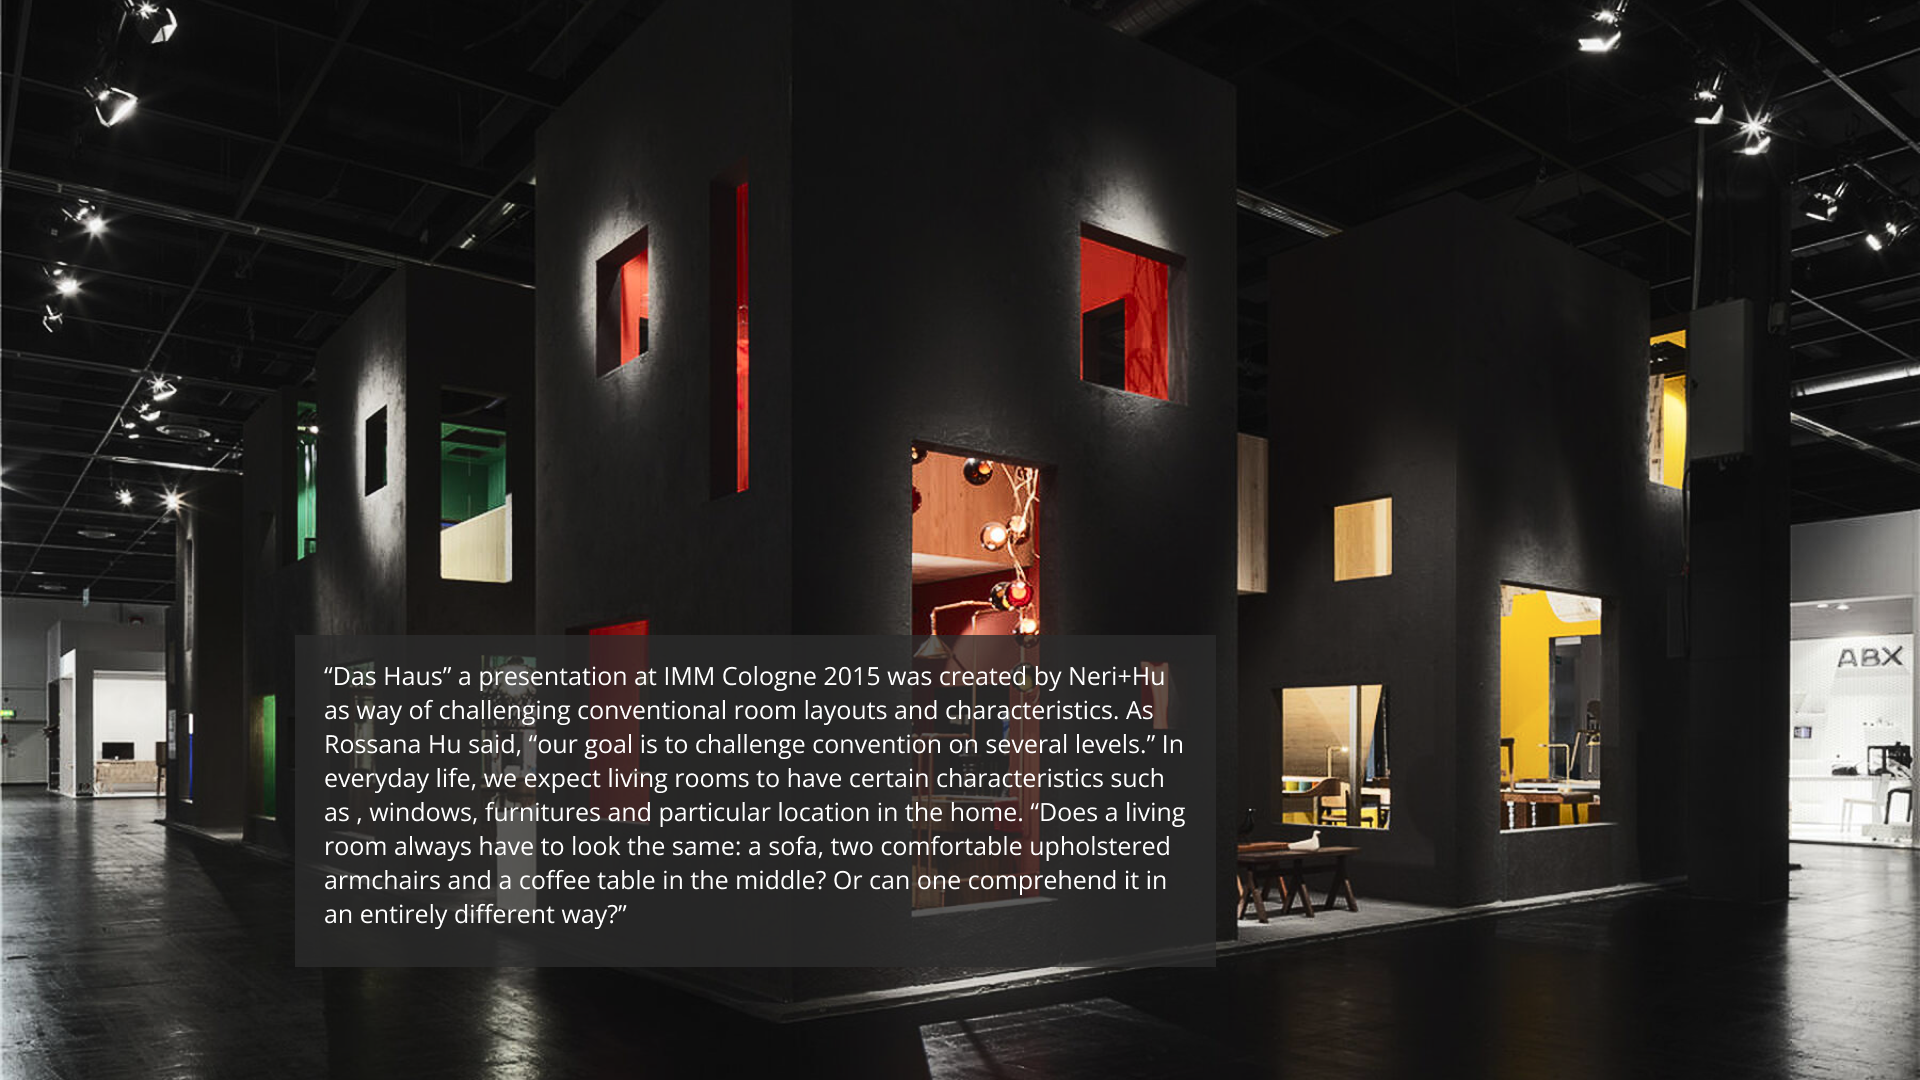 ABX
“Das Haus” a presentation at IMM Cologne 2015 was created by Neri+Hu
as way of challenging conventional room layouts and characteristics. As
Rossana Hu said, “our goal is to challenge convention on several levels.” In
everyday life, we expect living rooms to have certain characteristics such
as , windows, furnitures and particular location in the home. “Does a living
room always have to look the same: a sofa, two comfortable upholstered
armchairs and a coffee table in the middle? Or can one comprehend it in
an entirely different way?”